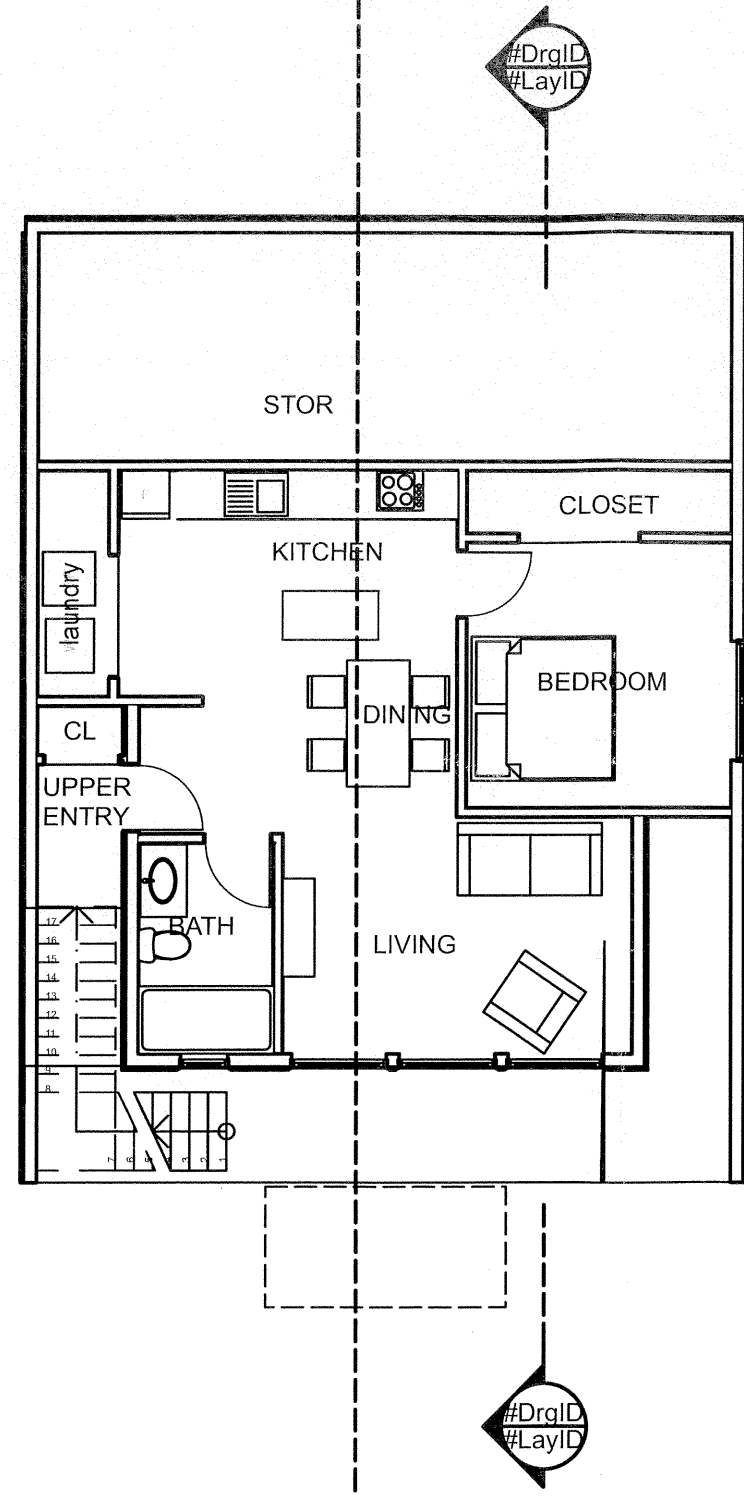 #DrgID
#LayID
STOR
CLOSET
KITCHEN
laundry
BEDROOM
DINING
CL
UPPER
ENTRY
BATH
LIVING
17
16
15
14
13
12
11
10
9
8
7
6
5
4
3
2
1
#DrgID
#LayID